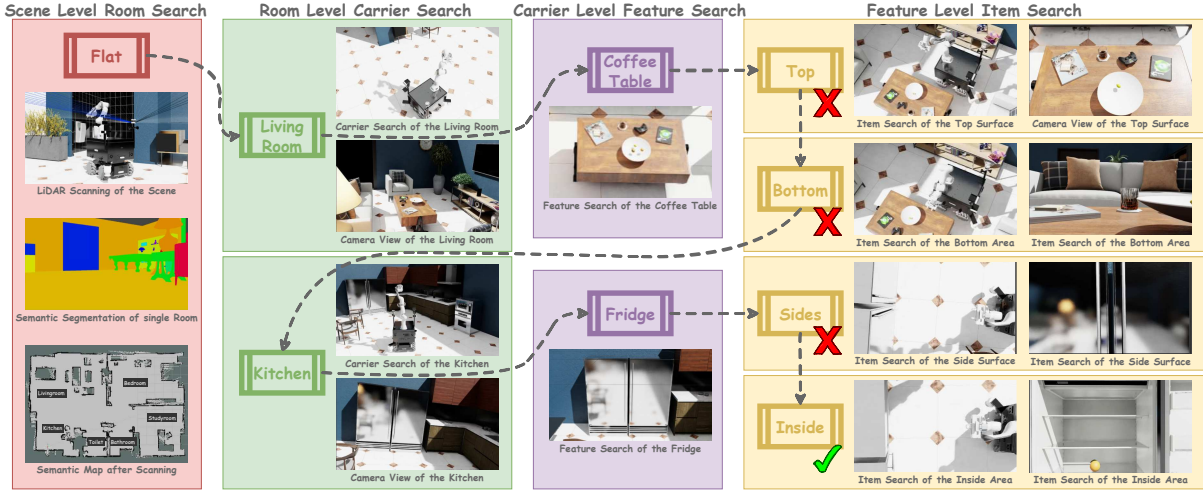 Scene Level Room Search
Room Level Carrier Search
Carrier Level Feature Search
Feature Level Item Search
Flat
LiDAR Scanning of the Scene
Semantic Segmentation of single Room
Bedroom
Livingroom
Studyroom
Kitchen
Toilet
Bathroom
Semantic Map after Scanning
Living
Room
Carrier Search of the Living Room
Camera View of the Living Room
Coffee
Table
Feature Search of the Coffee Table
Top
Item Search of the Top Surface
Camera View of the Top Surface
Bottom
Item Search of the Bottom Area
Item Search of the Bottom Area
Kitchen
Carrier Search of the Kitchen
Camera View of the Kitchen
Fridge
Feature Search of the Fridge
Sides
Item Search of the Side Surface
Item Search of the Side Surface
Inside
Item Search of the Inside Area
Item Search of the Inside Area